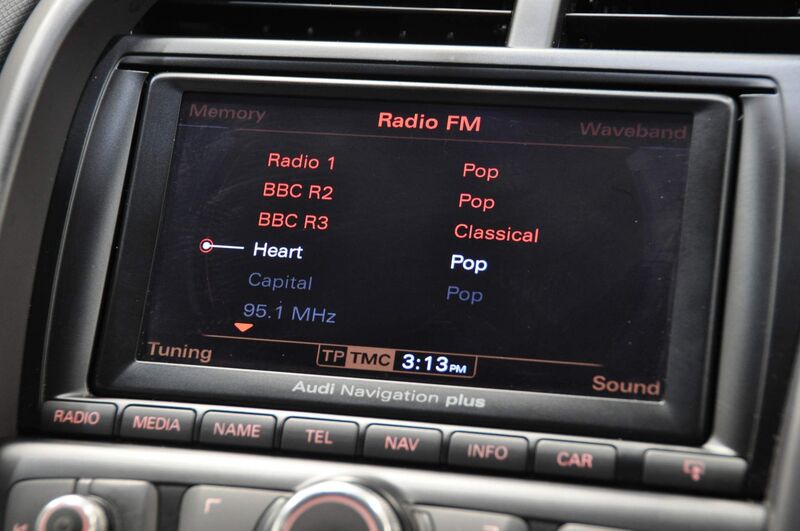 Memory Radio FM Waveband
Radio 1 Pop
BBC R2 Pop
BBC R3 Classical
Heart Pop
Capital Pop
95.1 MHz
Tuning TP TMC 3:13PM Sound
Audi Navigation plus
RADIO MEDIA NAME TEL NAV INFO CAR